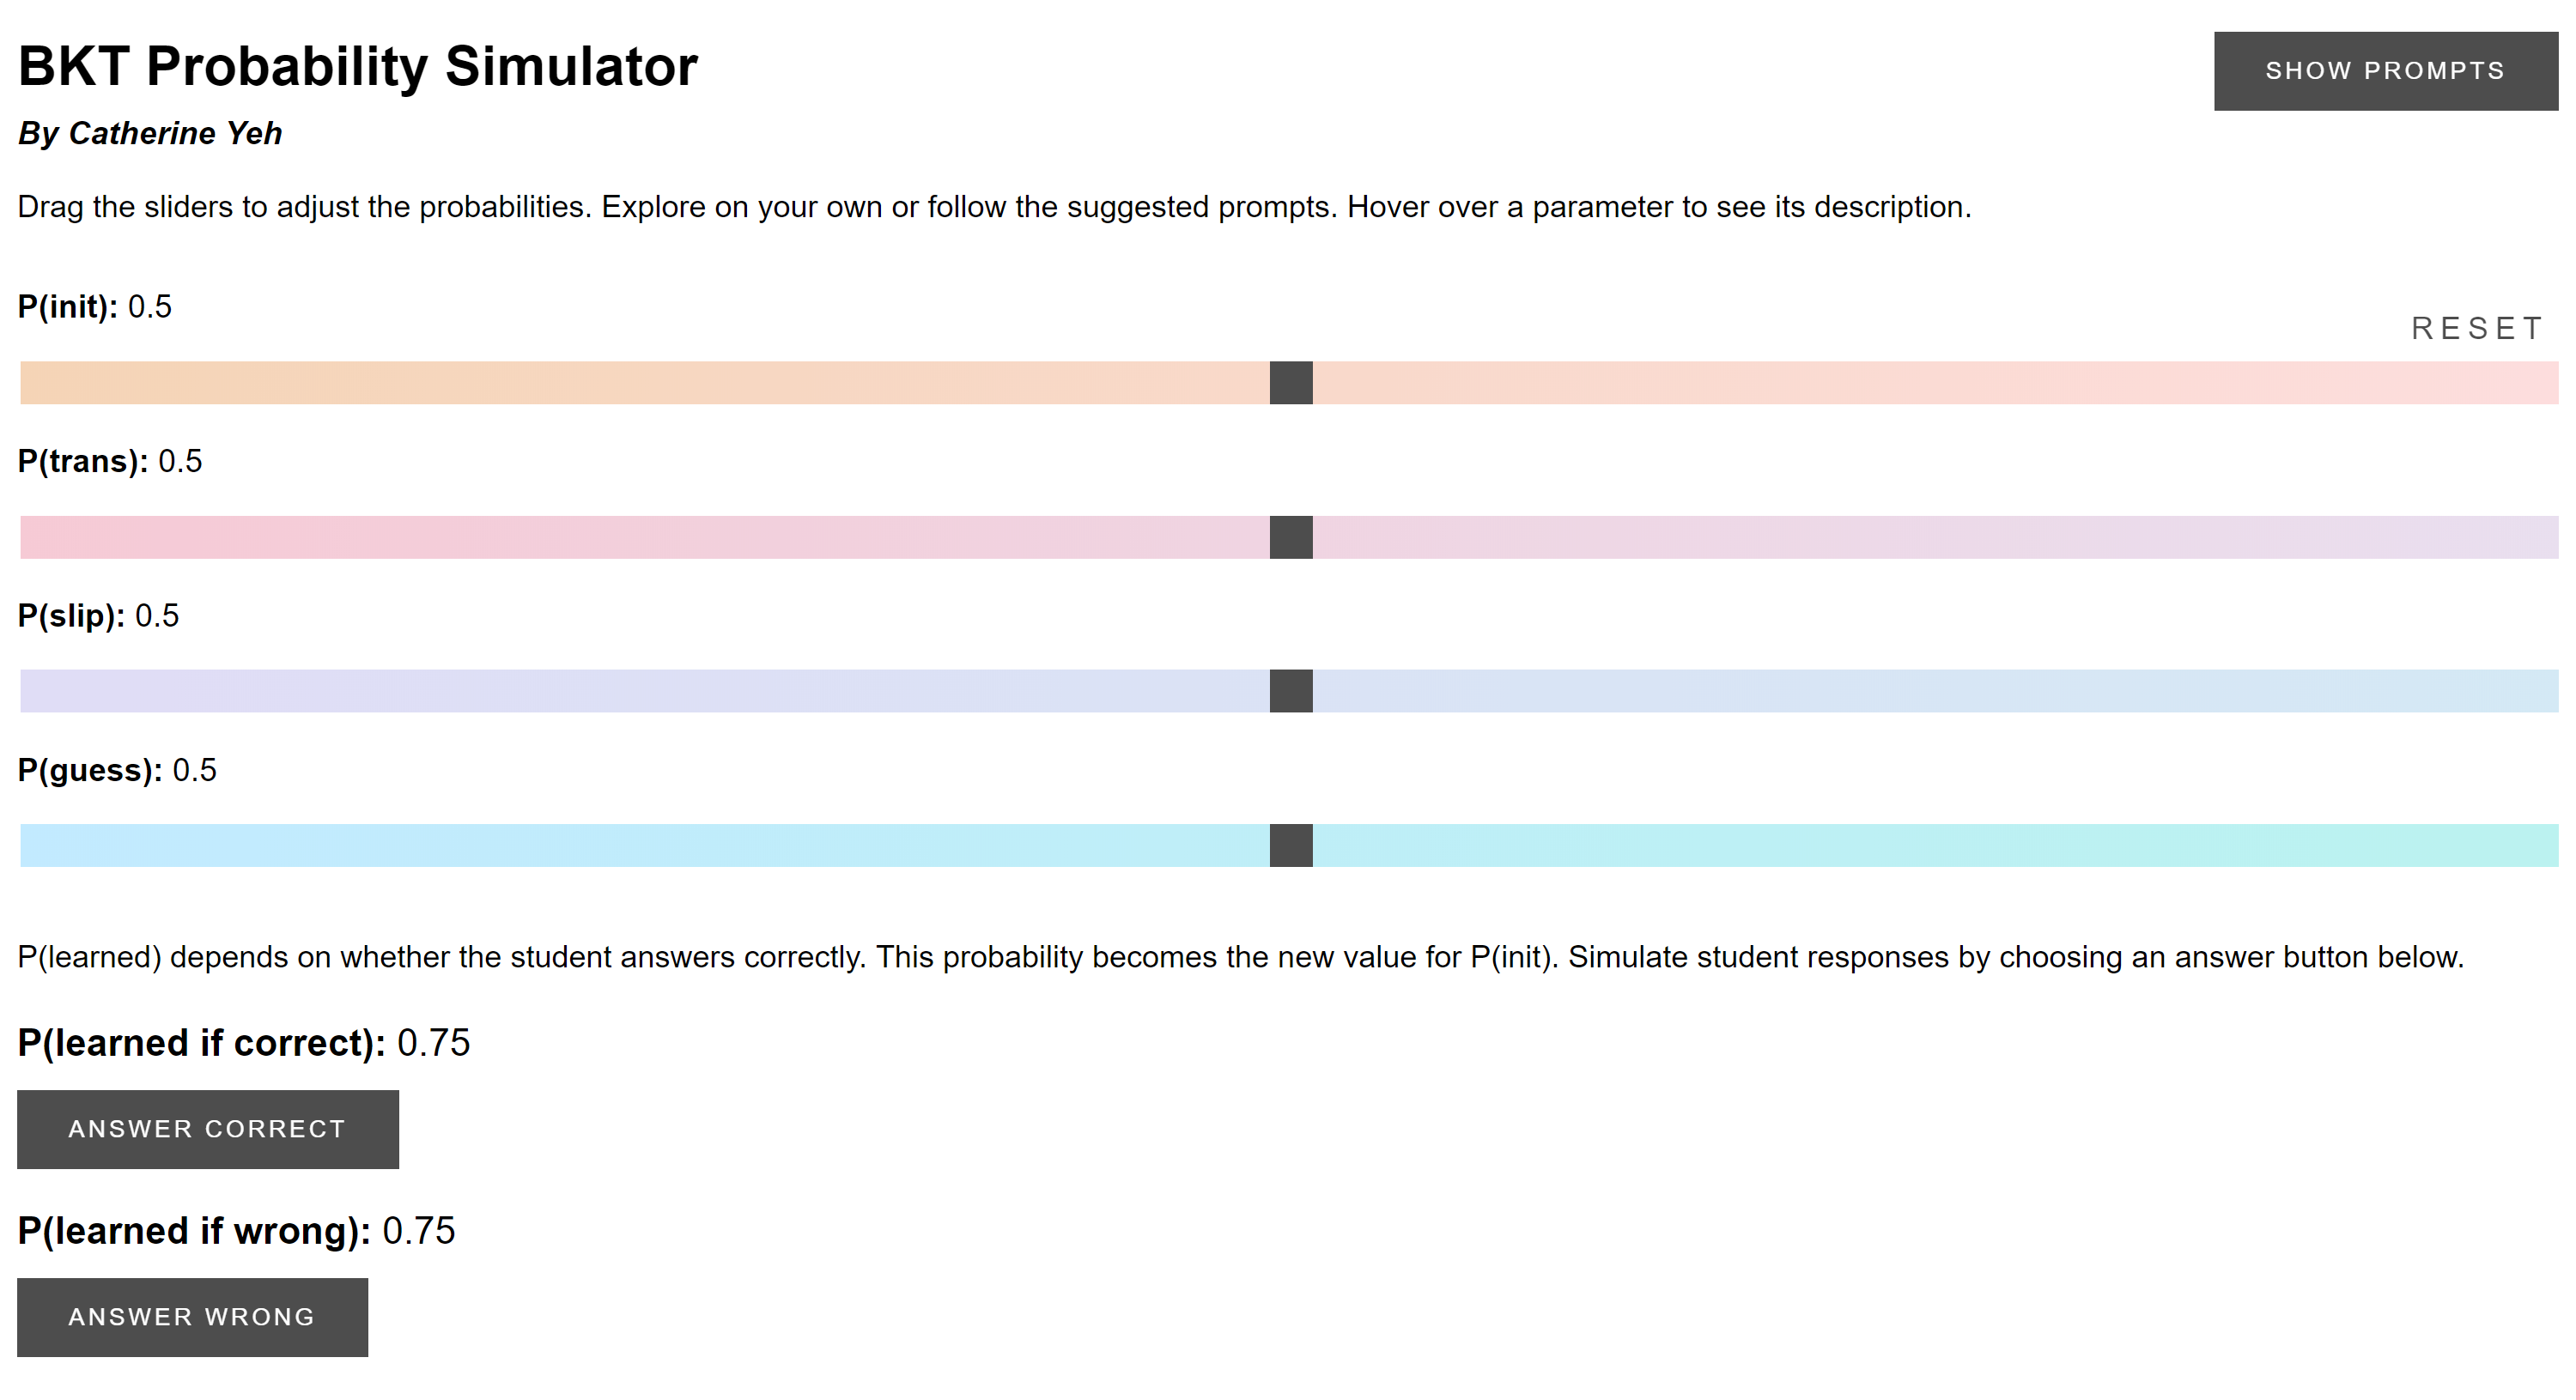 BKT Probability Simulator
SHOW PROMPTS
By Catherine Yeh
Drag the sliders to adjust the probabilities. Explore on your own or follow the suggested prompts. Hover over a parameter to see its description.
P(init): 0.5
RESET
P(trans): 0.5
P(slip): 0.5
P(guess): 0.5
P(learned) depends on whether the student answers correctly. This probability becomes the new value for P(init). Simulate student responses by choosing an answer button below.
P(learned if correct): 0.75
ANSWER CORRECT
P(learned if wrong): 0.75
ANSWER WRONG